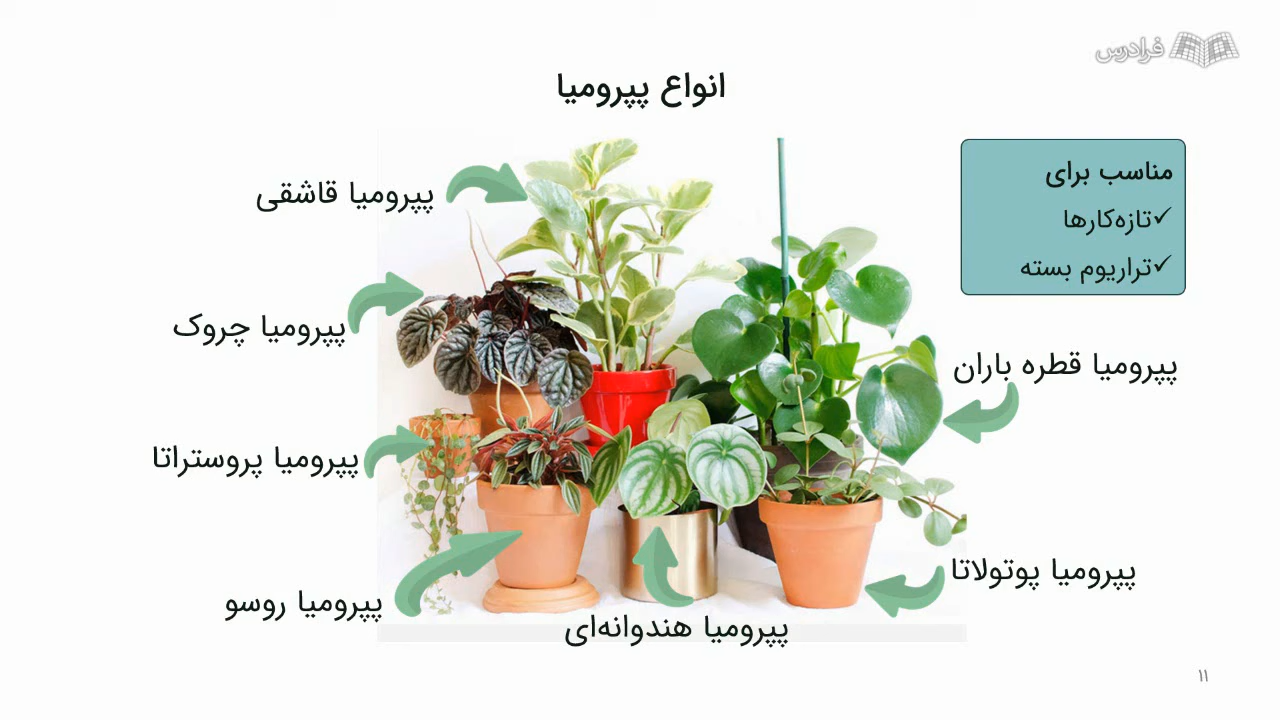 فرادرس
انواع پپرومیا
مناسب برای
✓تازه‌کارها
✓تراریوم بسته
پپرومیا قاشقی
پپرومیا چروک
پپرومیا قطره باران
پپرومیا پروستراتا
پپرومیا پوتولاتا
پپرومیا روسو
پپرومیا هندوانه‌ای
۱۱